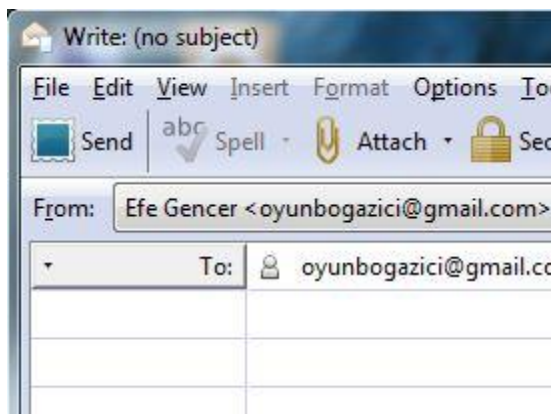 Write: (no subject)
File Edit View Insert Format Options
Send abc Spell Attach
From: Efe Gencer <oyunbogazici@gmail.com>
To: oyunbogazici@gmail.co